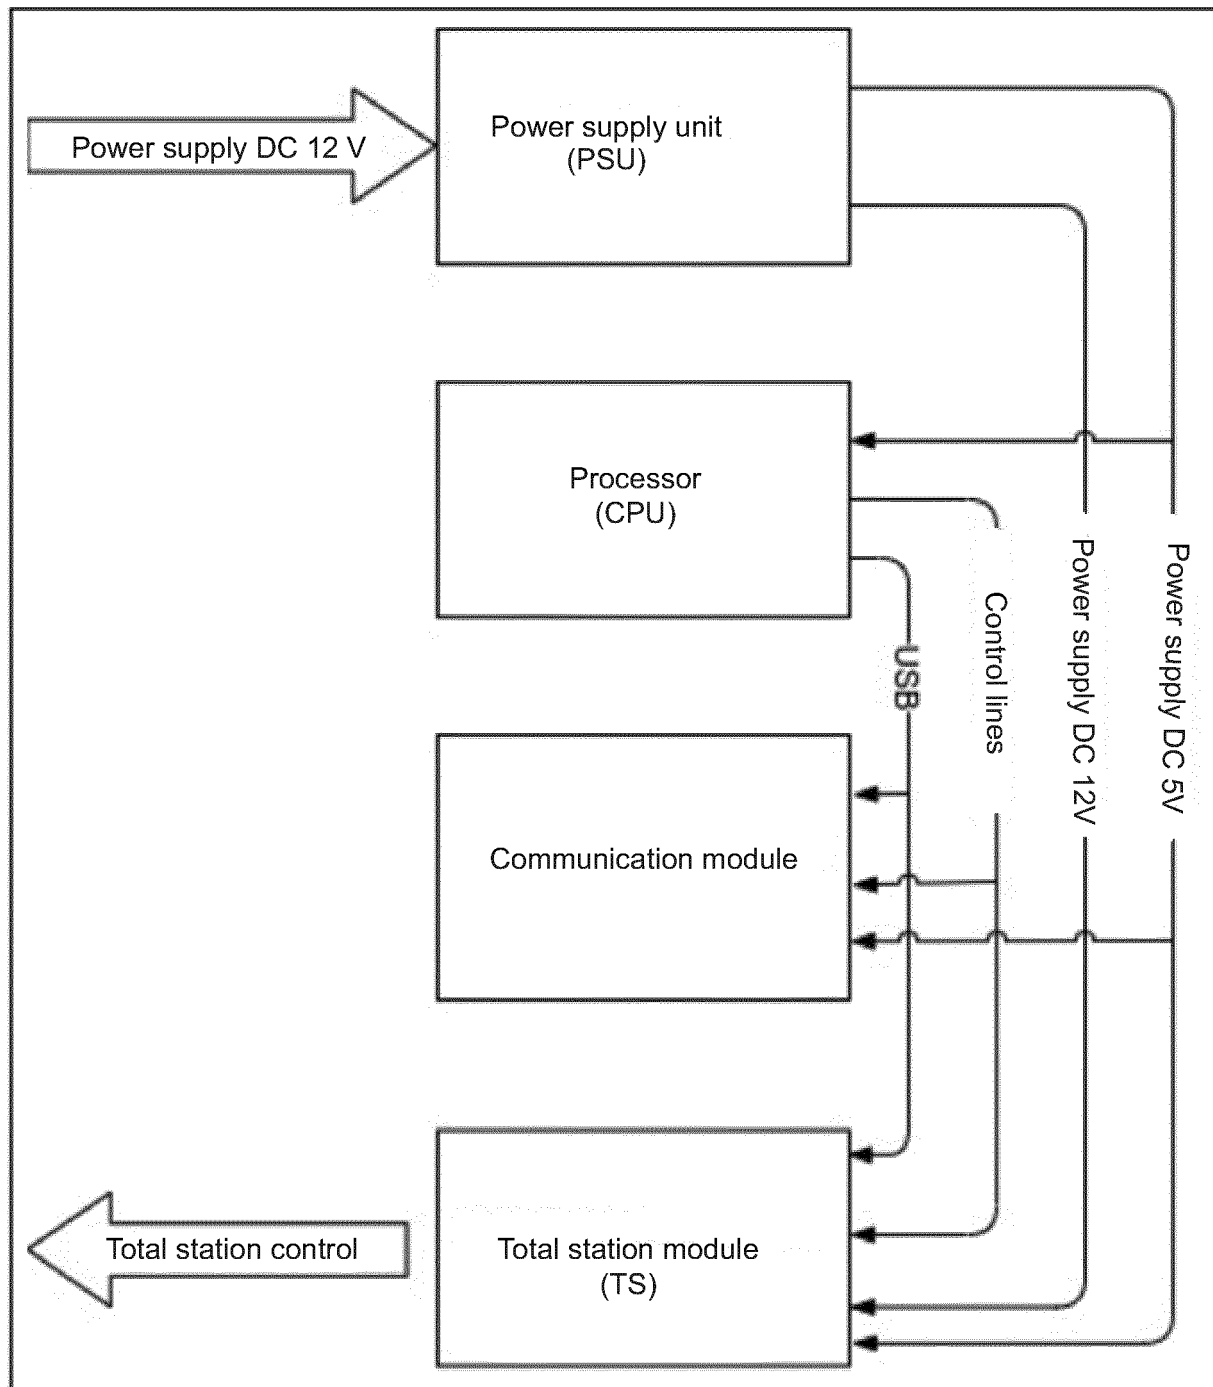 Power supply DC 12 V
Power supply unit
(PSU)
Processor
(CPU)
USB
Control lines
Power supply DC 12V
Power supply DC 5V
Communication module
Total station control
Total station module
(TS)